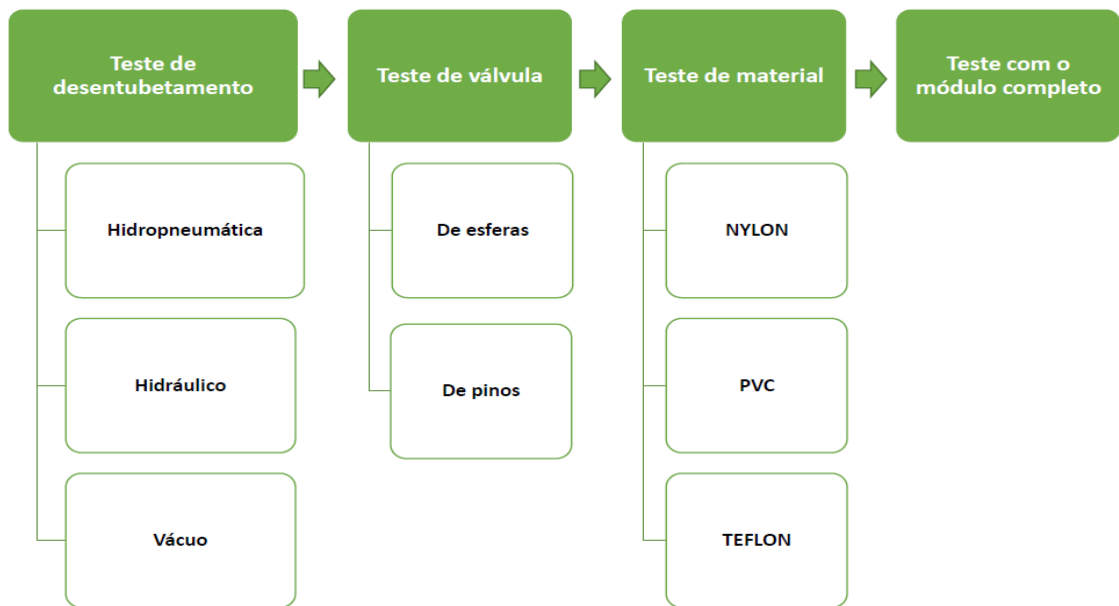 Teste de
desentubetamento
Teste de válvula
Teste de material
Teste com o
módulo completo
Hidropneumática
De esferas
NYLON
Hidráulico
De pinos
PVC
Vácuo
TEFLON